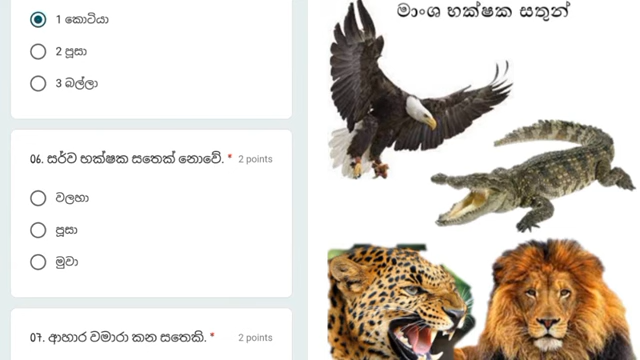 1 කොටියා
2 පූසා
3 බල්ලා
06. සර්ව භක්ෂක සතෙක් නොවේ. * 2 points
වලහා
පූසා
මුවා
07. ආහාර වමාරා කන සතෙකි. * 2 points
මාංශ භක්ෂක සතුන්